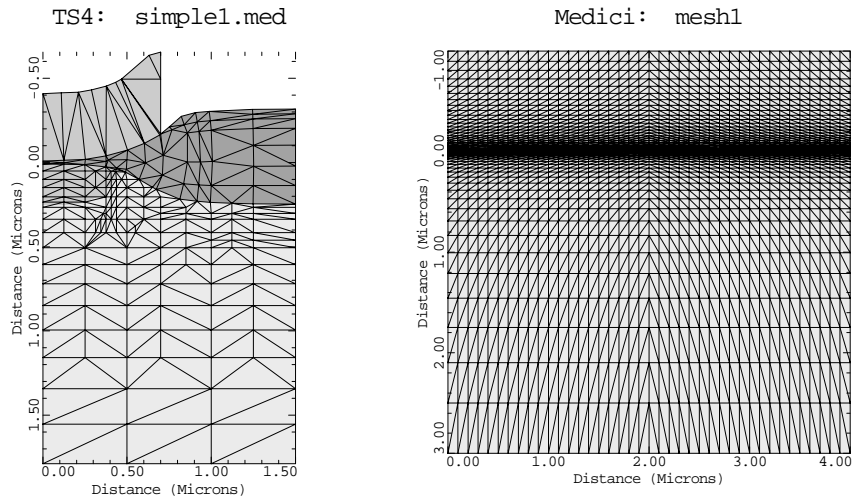 TS4: simple1.med
Medici: mesh1
-0.50
0.00
0.50
1.00
1.50
Distance (Microns)
0.00 0.50 1.00 1.50
Distance (Microns)
-1.00
0.00
1.00
2.00
3.00
Distance (Microns)
0.00 1.00 2.00 3.00 4.00
Distance (Microns)